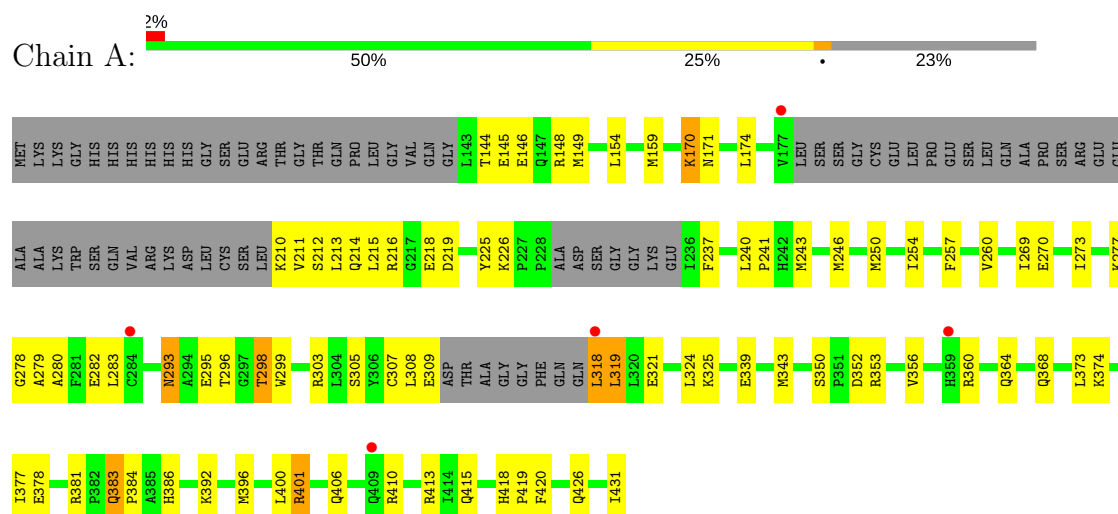 2%
Chain A:
50% 25% • 23%
MET LYS LYS GLY HIS HIS HIS HIS HIS HIS GLY SER GLU ARG THR GLY THR GLN PRO LEU GLY VAL GLN GLY L143 T144 E145 E146 Q147 R148 M149 L154 M159 K170 N171 L174 V177 LEU SER SER GLY CYS GLU LEU PRO GLU SER LEU GLN ALA PRO SER ARG GLU GLU
ALA ALA LYS TRP SER GLN VAL ARG LYS ASP LEU CYS SER LEU K210 V211 S212 L213 Q214 L215 R216 G217 E218 D219 Y225 K226 P227 P228 ALA ASP SER GLY GLY LYS GLU I236 F237 L240 P241 H242 M243 M246 M250 I254 F257 V260 I269 E270 I273 K277
G278 A279 A280 F281 E282 L283 C284 N293 A294 E295 T296 G297 T298 W299 R303 L304 S305 Y306 C307 L308 E309 ASP THR ALA GLY GLY PHE GLN GLN L318 L319 L320 E321 L324 K325 E339 M343 S350 P351 D352 R353 V356 H359 R360 Q364 Q368 L373 K374
I377 E378 R381 P382 Q383 P384 A385 H386 K392 M396 L400 R401 Q406 Q409 R410 R413 I414 Q415 H418 P419 F420 Q426 I431